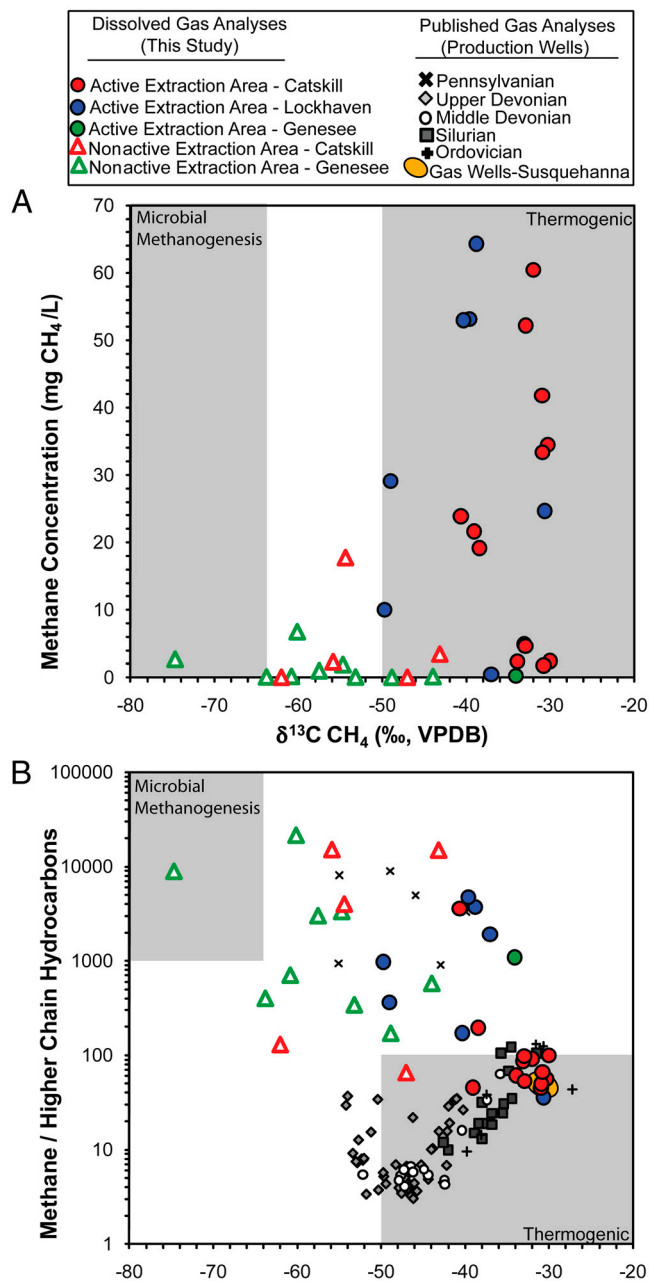 Dissolved Gas Analyses
(This Study)
Active Extraction Area - Catskill
Active Extraction Area - Lockhaven
Active Extraction Area - Genesee
Nonactive Extraction Area - Catskill
Nonactive Extraction Area - Genesee
Published Gas Analyses
(Production Wells)
Pennsylvanian
Upper Devonian
Middle Devonian
Silurian
Ordovician
Gas Wells-Susquehanna
A
Microbial
Methanogenesis
Thermogenic
Methane Concentration (mg CH₄/L)
70
60
50
40
30
20
10
0
-80 -70 -60 -50 -40 -30 -20
δ¹³C CH₄ (‰, VPDB)
B
Microbial
Methanogenesis
Methane / Higher Chain Hydrocarbons
100000
10000
1000
100
10
1
Thermogenic
-80 -70 -60 -50 -40 -30 -20